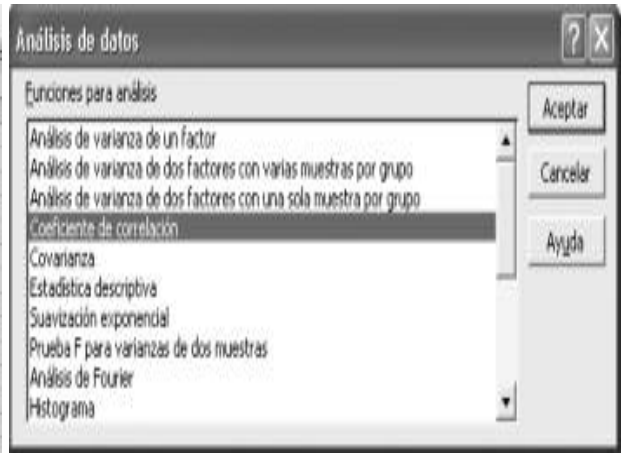 Análisis de datos
Funciones para análisis
Análisis de varianza de un factor
Análisis de varianza de dos factores con varias muestras por grupo
Análisis de varianza de dos factores con una sola muestra por grupo
Coeficiente de correlación
Covarianza
Estadística descriptiva
Suavización exponencial
Prueba F para varianzas de dos muestras
Análisis de Fourier
Histograma
Aceptar
Cancelar
Ayuda